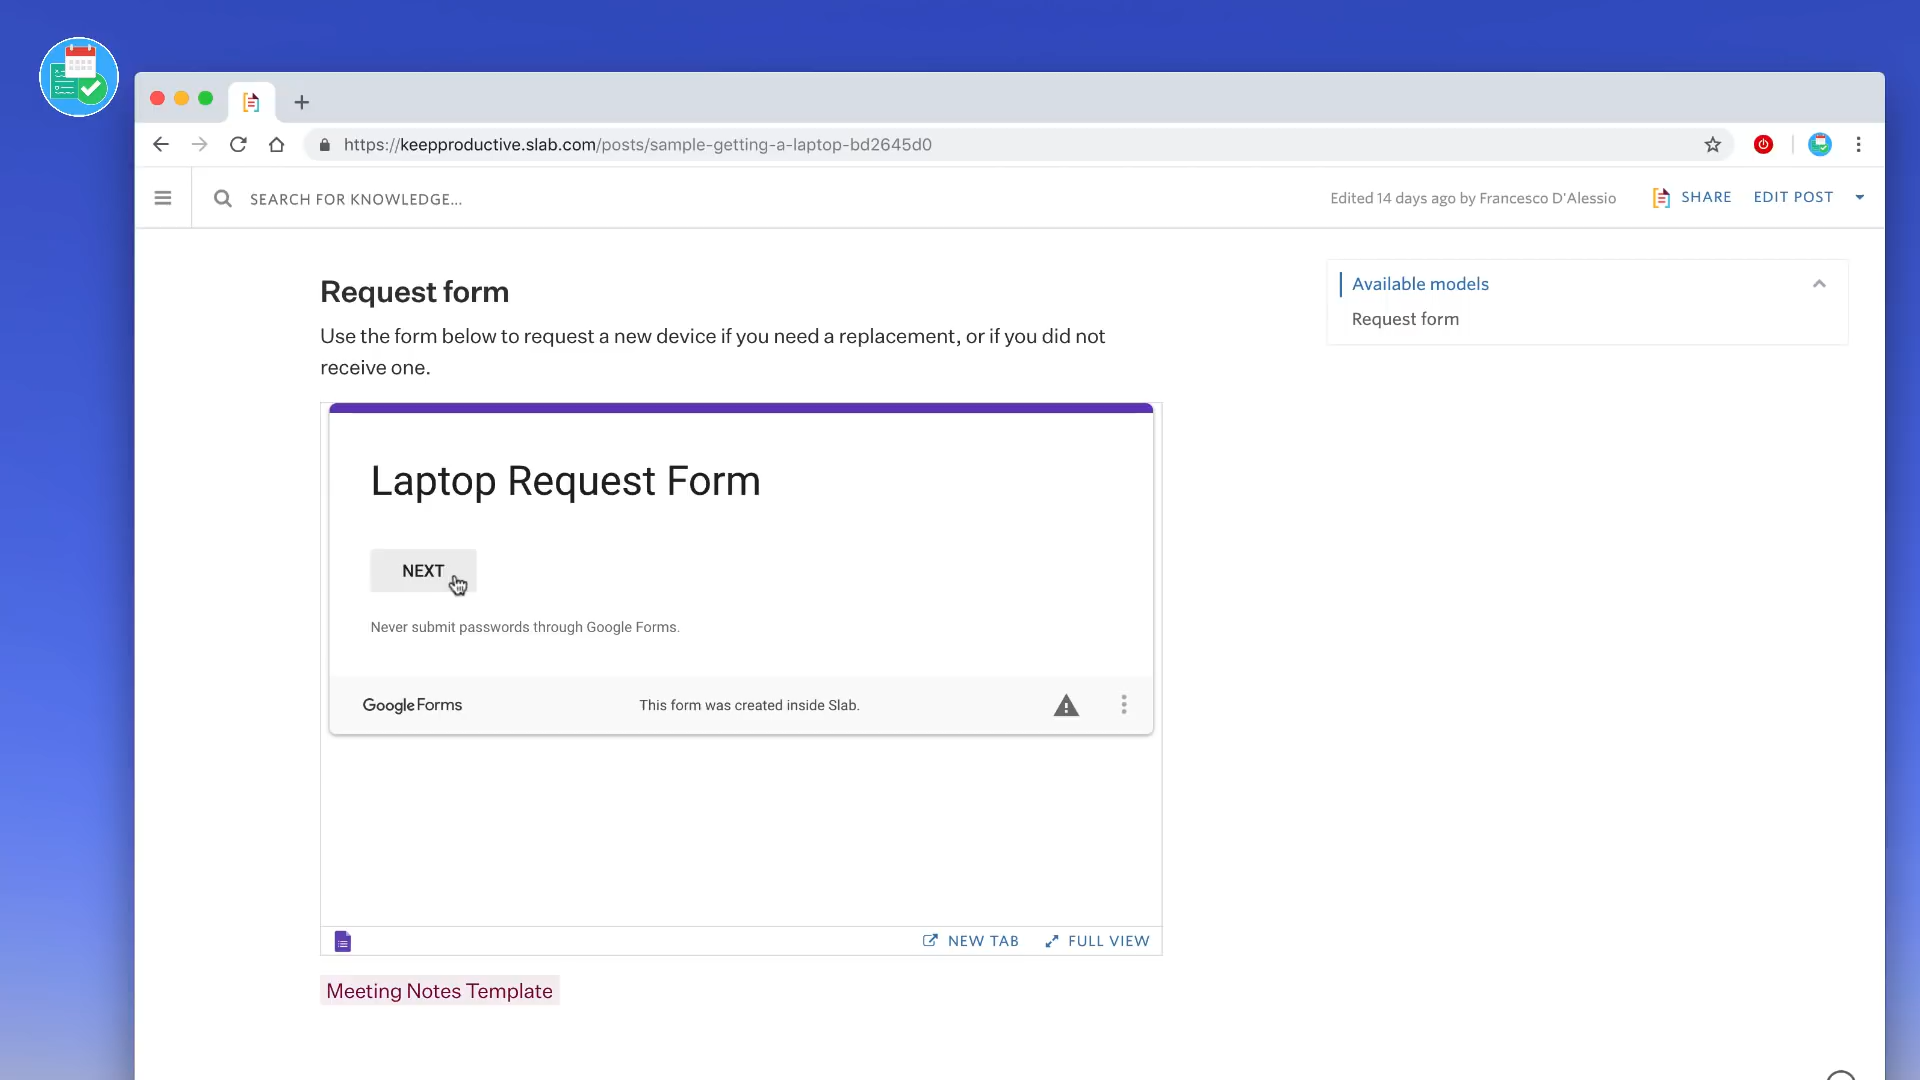 https://keepproductive.slab.com/posts/sample-getting-a-laptop-bd2645d0
SEARCH FOR KNOWLEDGE...
Edited 14 days ago by Francesco D'Alessio
SHARE
EDIT POST
Request form
Use the form below to request a new device if you need a replacement, or if you did not
receive one.
Available models
Request form
Laptop Request Form
NEXT
Never submit passwords through Google Forms.
Google Forms
This form was created inside Slab.
NEW TAB
FULL VIEW
Meeting Notes Template